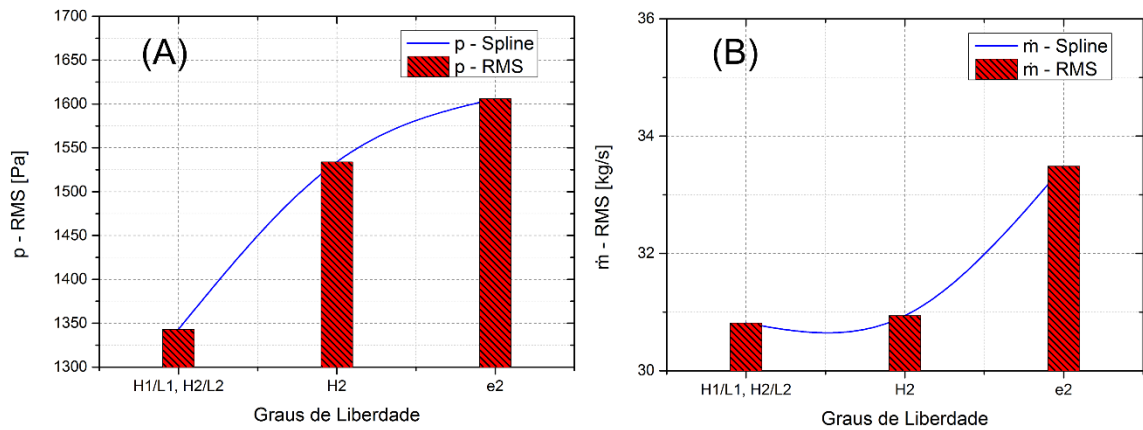 (A)
p - Spline
p - RMS
1700
1650
1600
1550
1500
1450
1400
1350
1300
p - RMS [Pa]
H1/L1, H2/L2
H2
e2
Graus de Liberdade
(B)
ṁ - Spline
ṁ - RMS
36
34
32
30
ṁ - RMS [kg/s]
H1/L1, H2/L2
H2
e2
Graus de Liberdade